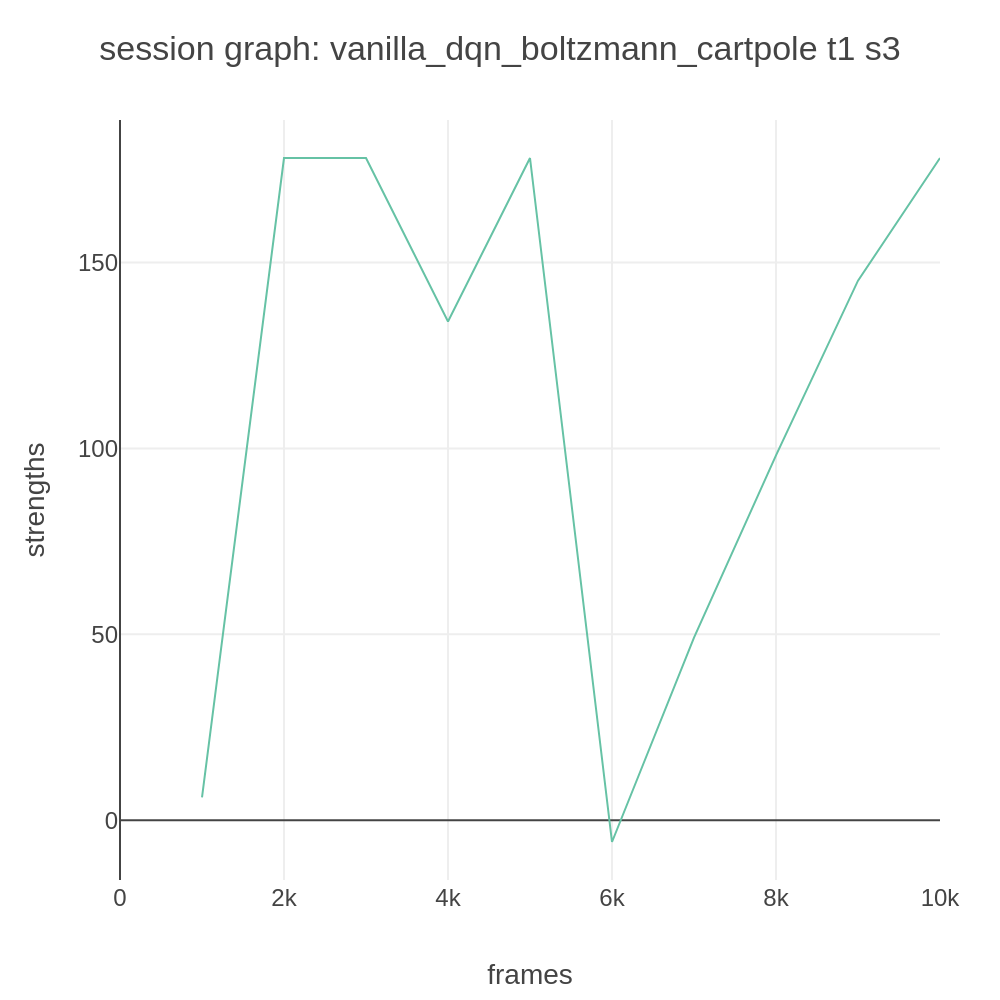 session graph: vanilla_dqn_boltzmann_cartpole t1 s3
strengths
150
100
50
0
0 2k 4k 6k 8k 10k
frames